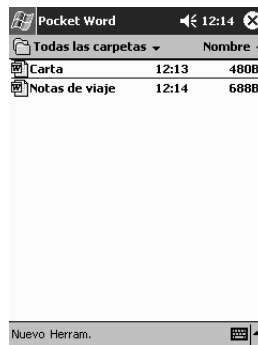 Pocket Word 12:14
Todas las carpetas Nombre
Carta 12:13 480B
Notas de viaje 12:14 688B
Nuevo Herram.